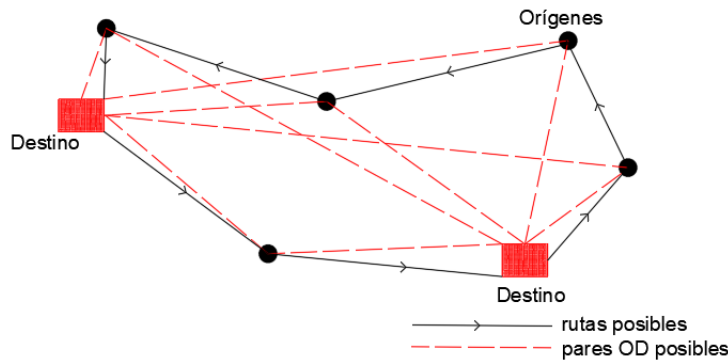 Orígenes
Destino
Destino
rutas posibles
pares OD posibles